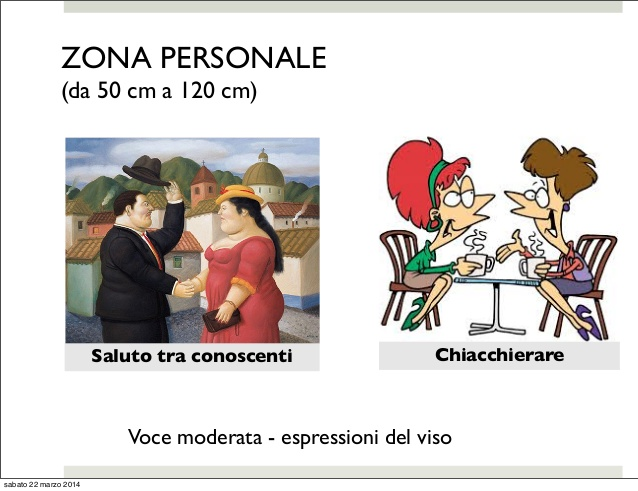 ZONA PERSONALE
(da 50 cm a 120 cm)
Saluto tra conoscenti
Chiacchierare
Voce moderata - espressioni del viso
sabato 22 marzo 2014